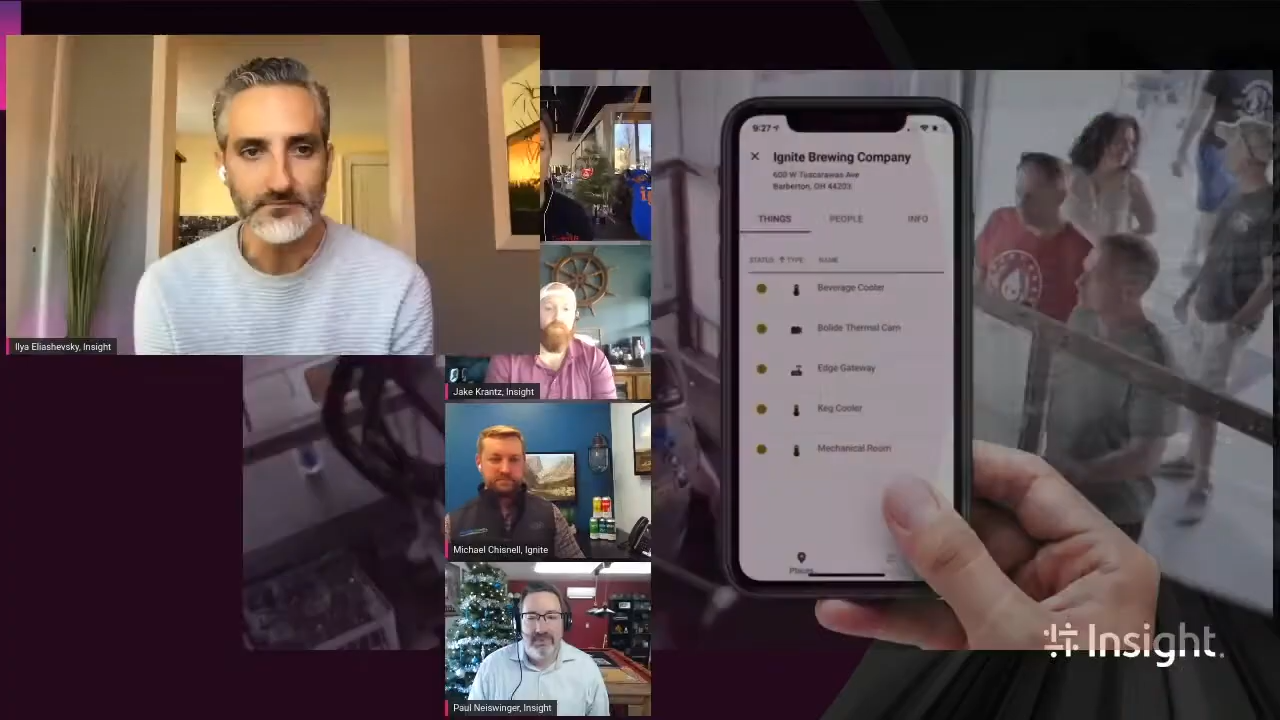 Ilya Eliashevsky, Insight
Jake Krantz, Insight
Michael Chisnell, Ignite
Paul Neiswinger, Insight
9:27
Ignite Brewing Company
600 W Tuscarawas Ave
Barberton, OH 44203
THINGS PEOPLE INFO
STATUS TYPE NAME
Beverage Cooler
Bolide Thermal Cam
Edge Gateway
Keg Cooler
Mechanical Room
Places
Insight.